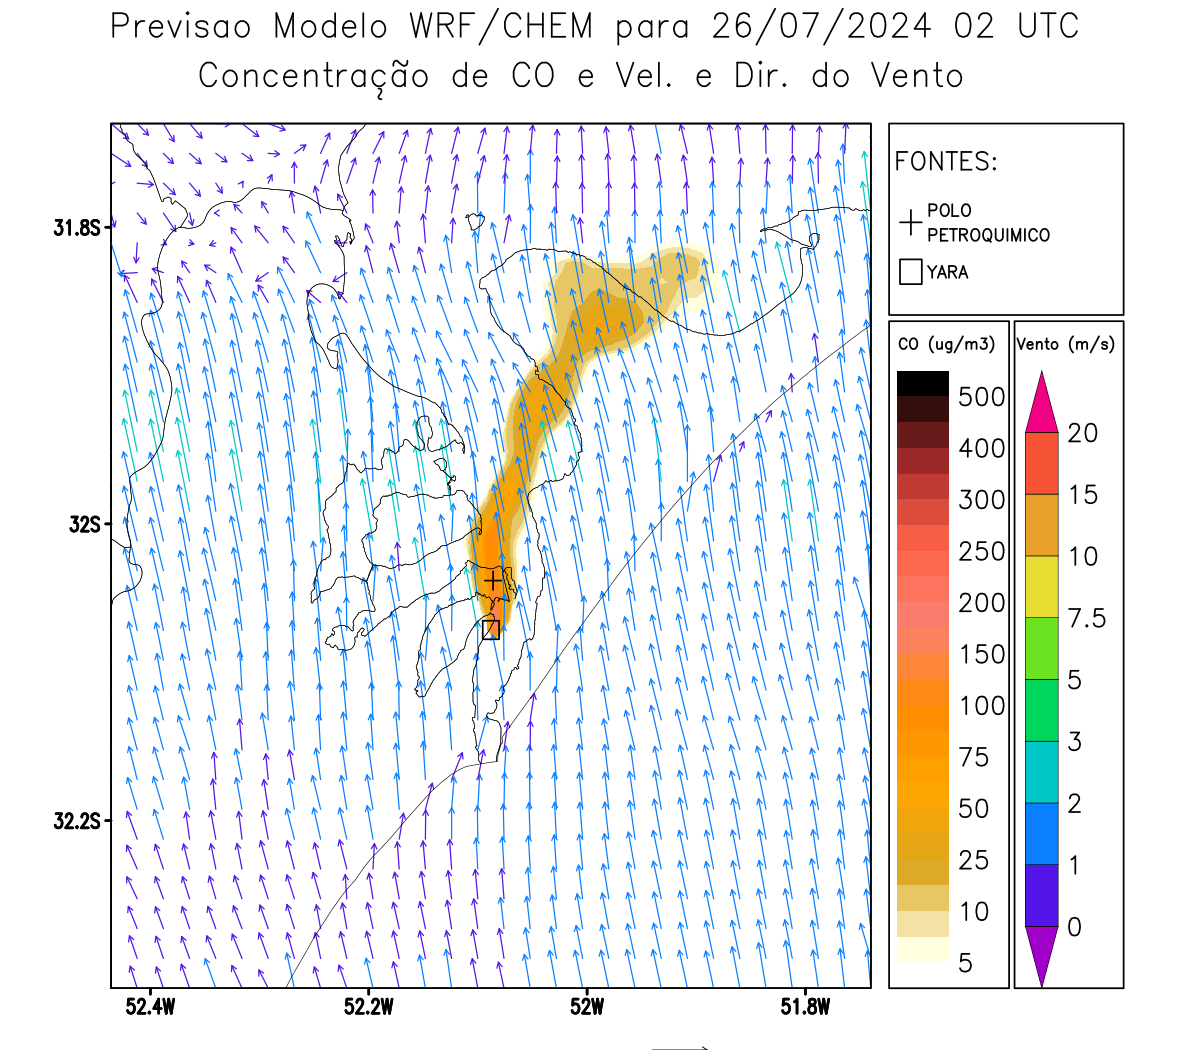 Previsao Modelo WRF/CHEM para 26/07/2024 02 UTC
Concentração de CO e Vel. e Dir. do Vento
FONTES:
POLO
PETROQUIMICO
YARA
31.8S
32S
32.2S
52.4W
52.2W
52W
51.8W
CO (ug/m3)
500
400
300
250
200
150
100
75
50
25
10
5
Vento (m/s)
20
15
10
7.5
5
3
2
1
0